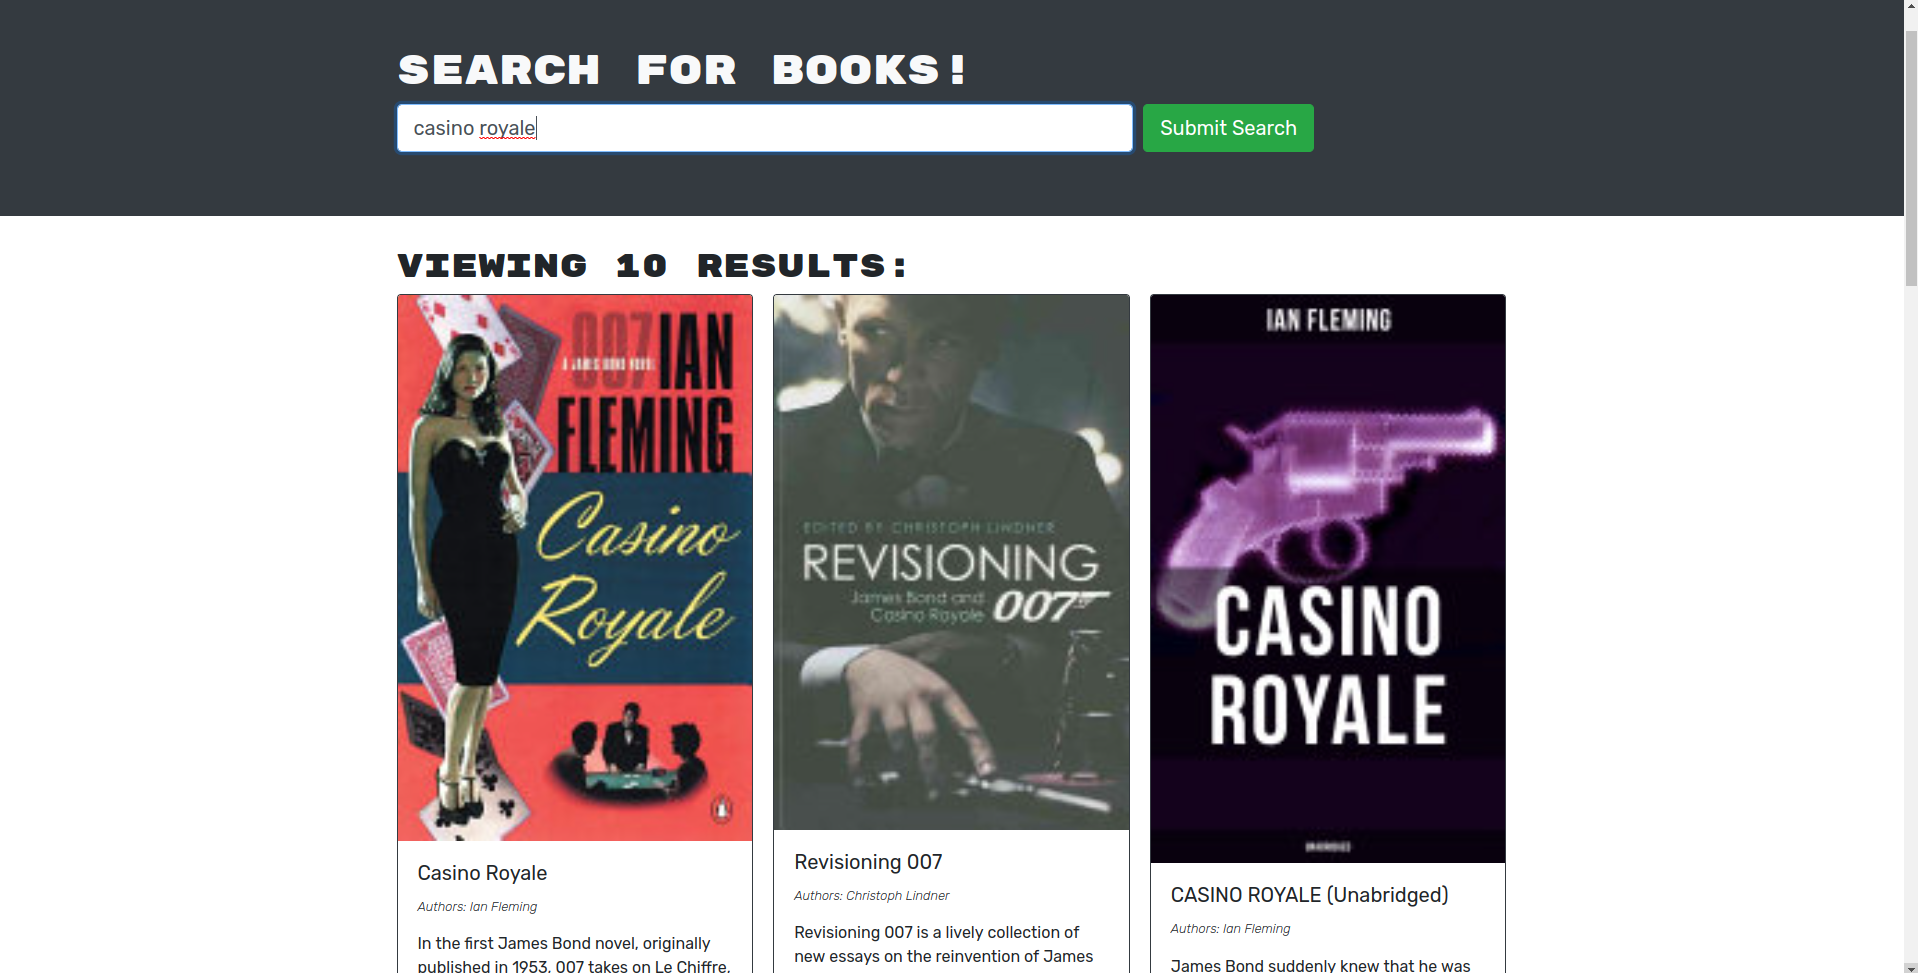 SEARCH FOR BOOKS!
casino royale
Submit Search
VIEWING 10 RESULTS:
007 IAN
A JAMES BOND NOVEL
FLEMING
Casino
Royale
Casino Royale
Authors: Ian Fleming
In the first James Bond novel, originally
published in 1953, 007 takes on Le Chiffre,
EDITED BY CHRISTOPH LINDNER
REVISIONING
James Bond and
Casino Royale 007
Revisioning 007
Authors: Christoph Lindner
Revisioning 007 is a lively collection of
new essays on the reinvention of James
IAN FLEMING
CASINO
ROYALE
UNABRIDGED
CASINO ROYALE (Unabridged)
Authors: Ian Fleming
James Bond suddenly knew that he was